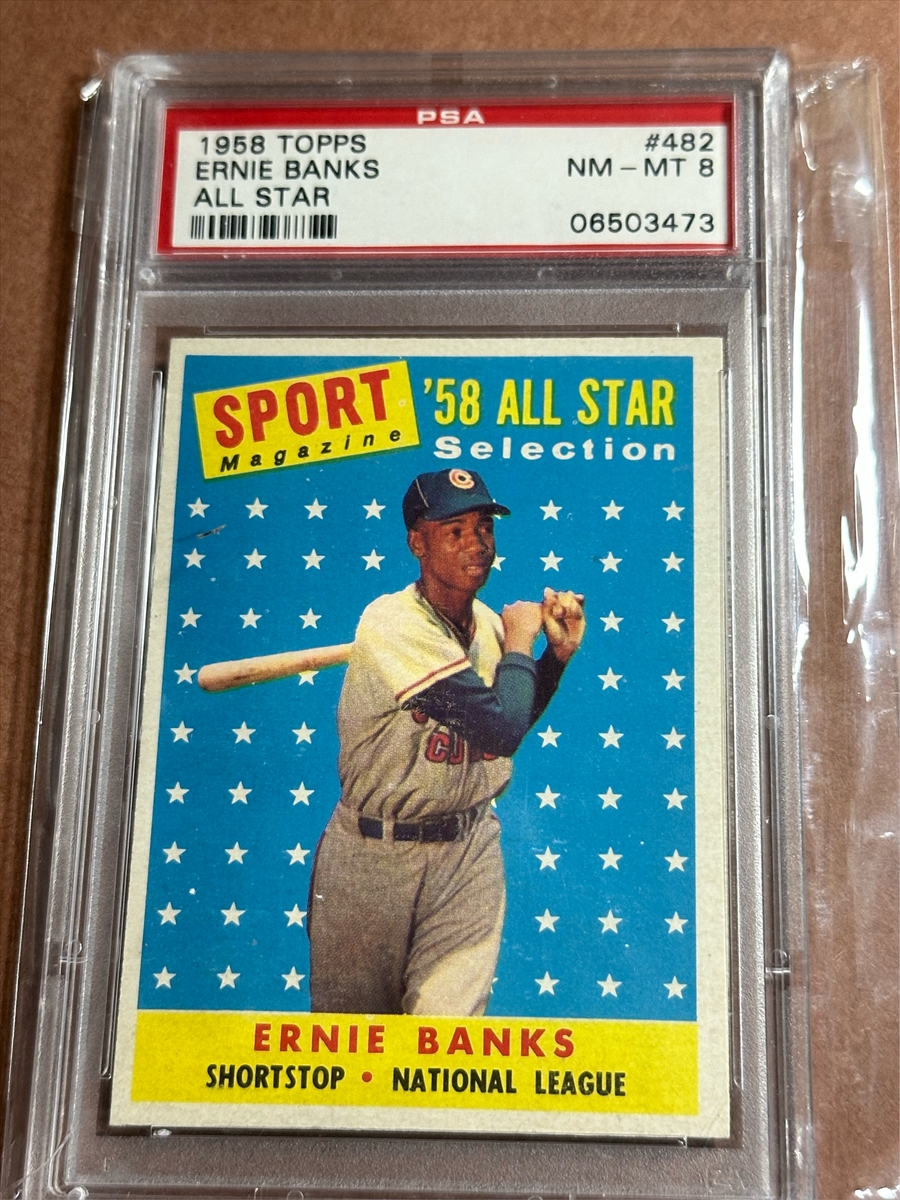 PSA
1958 TOPPS #482
ERNIE BANKS NM - MT 8
ALL STAR
06503473
SPORT
Magazine
'58 ALL STAR
Selection
C
CU
ERNIE BANKS
SHORTSTOP • NATIONAL LEAGUE